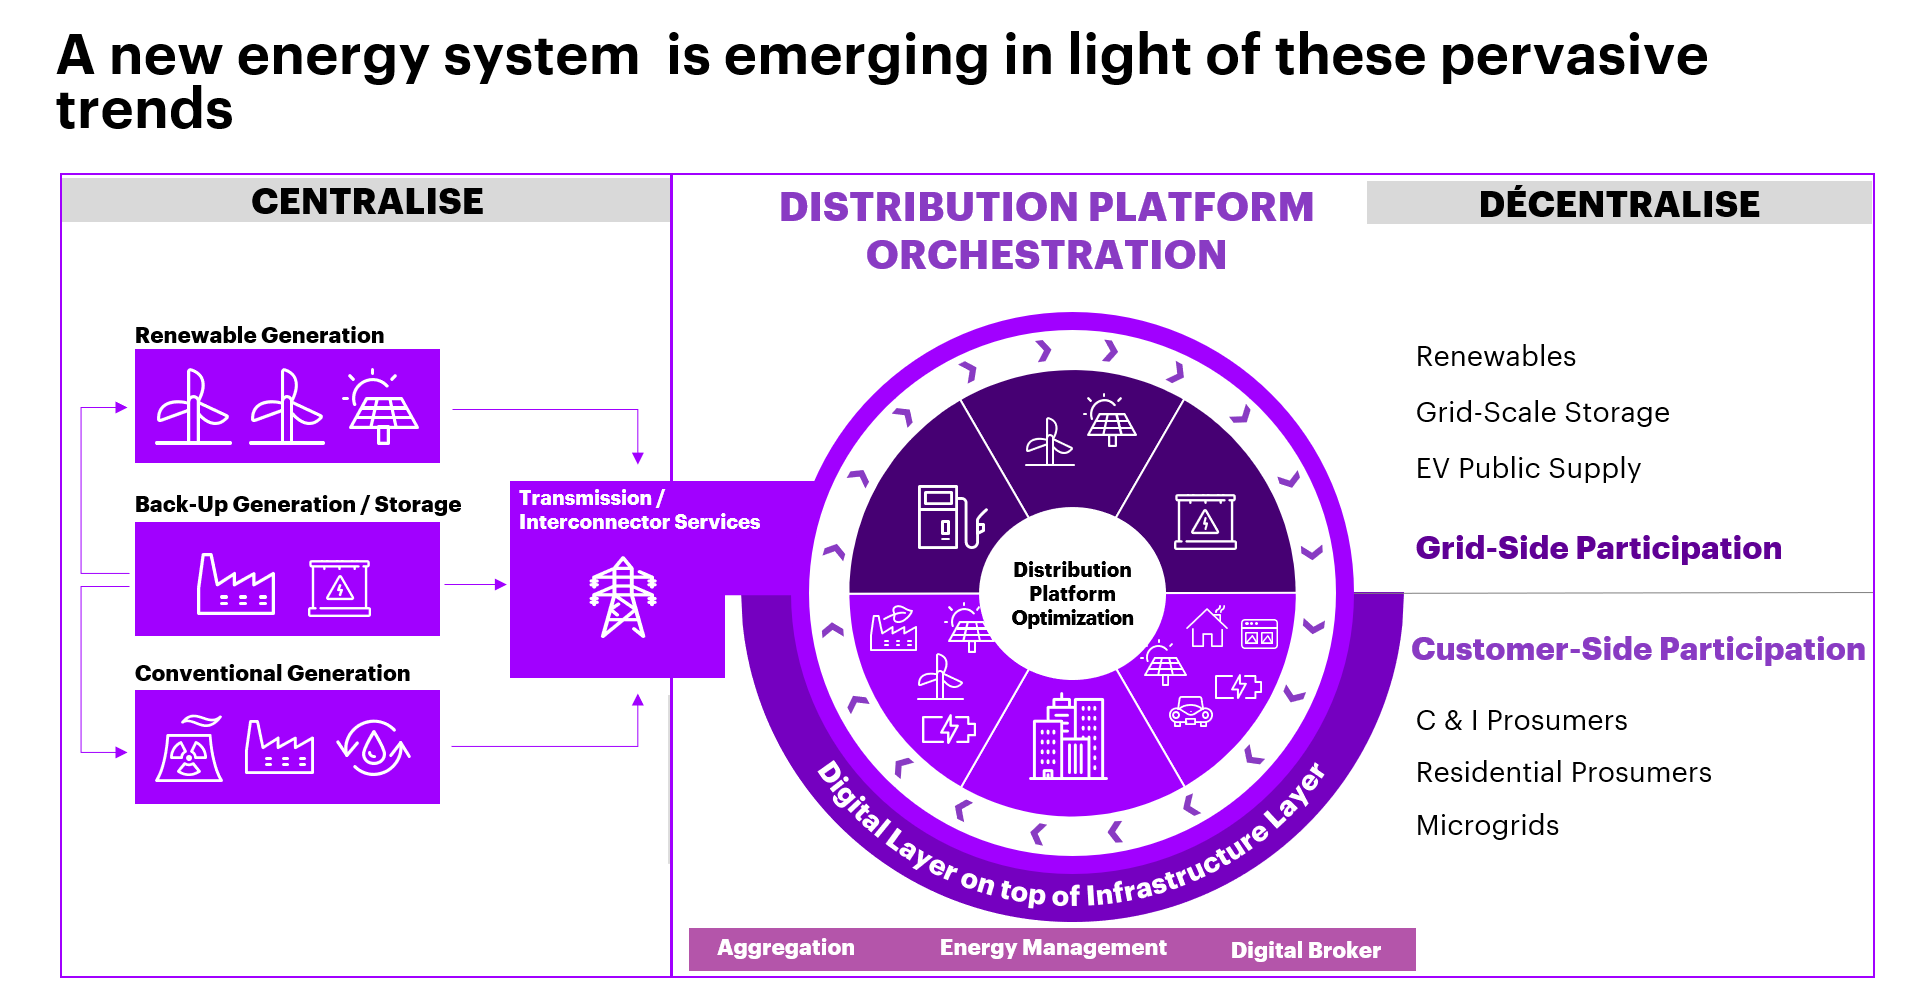 A new energy system  is emerging in light of these pervasive
trends
CENTRALISE
Renewable Generation
Back-Up Generation / Storage
Conventional Generation
Transmission /
Interconnector Services
DISTRIBUTION PLATFORM
ORCHESTRATION
Distribution
Platform
Optimization
Digital Layer on top of Infrastructure Layer
Aggregation
Energy Management
Digital Broker
DÉCENTRALISE
Renewables
Grid-Scale Storage
EV Public Supply
Grid-Side Participation
Customer-Side Participation
C & I Prosumers
Residential Prosumers
Microgrids